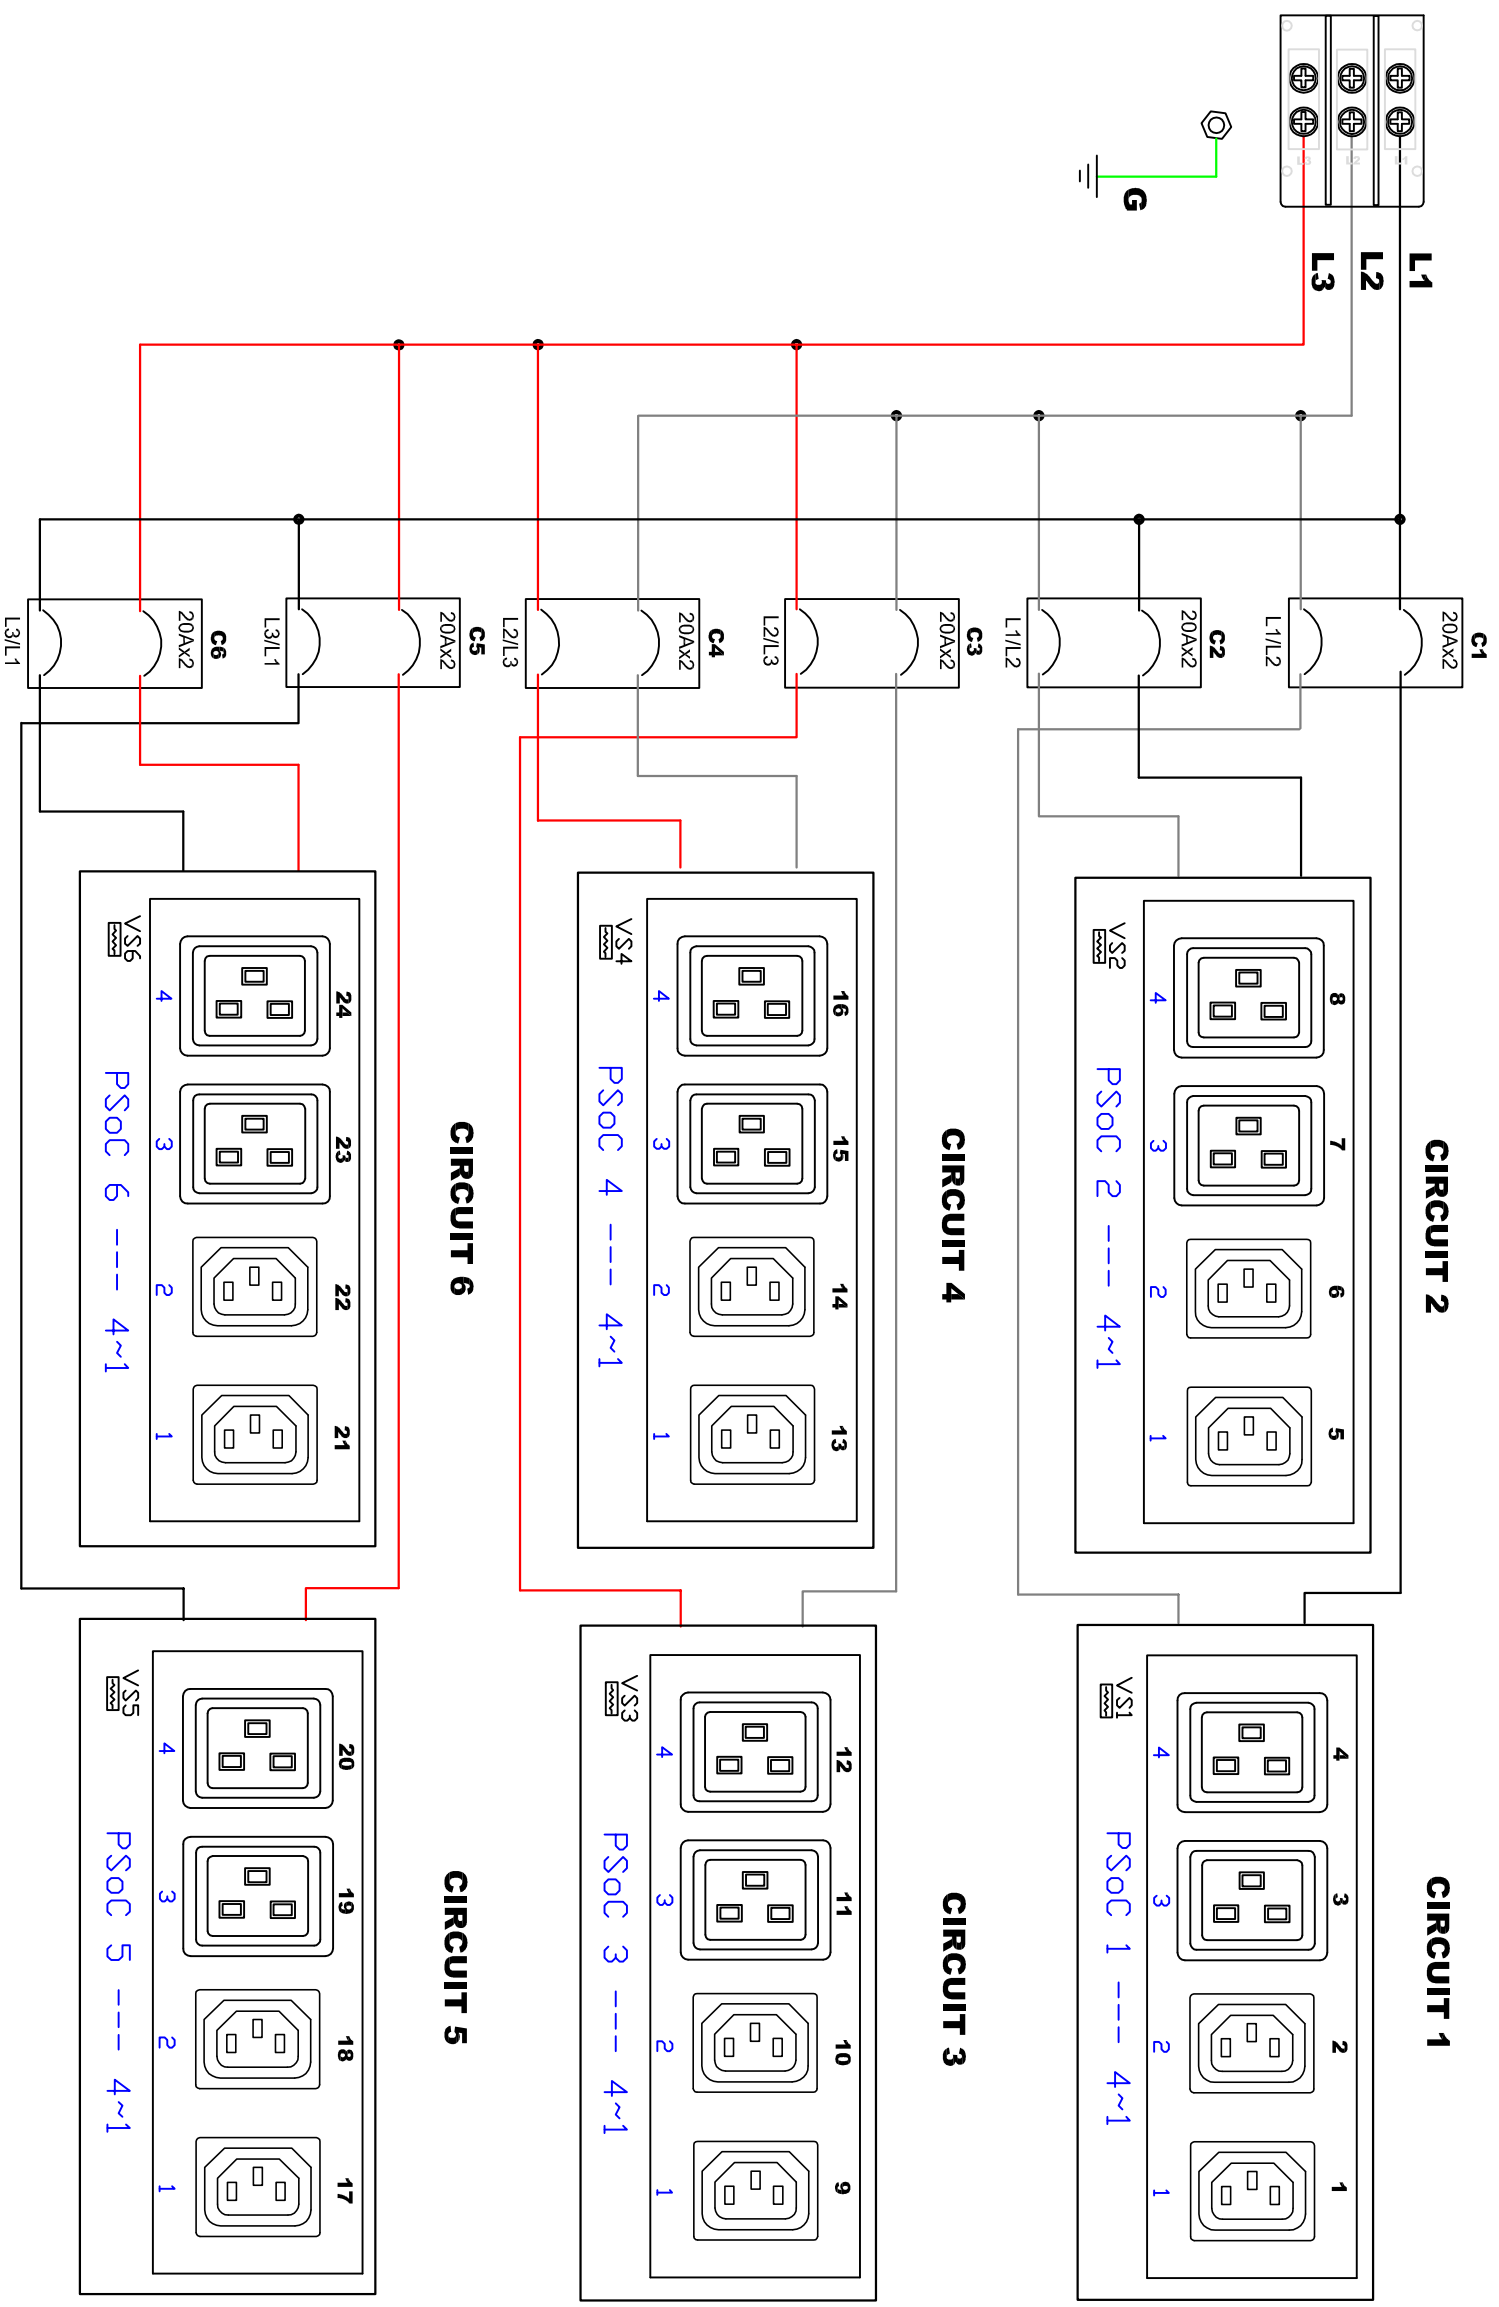 L1
L2
L3
G
L1
L2
L3
C1
20Ax2
L1/L2
C2
20Ax2
L1/L2
C3
20Ax2
L2/L3
C4
20Ax2
L2/L3
C5
20Ax2
L3/L1
C6
20Ax2
L3/L1
CIRCUIT 2
8 7 6 5
4 3 2 1
VS2
PSoC 2 --- 4~1
CIRCUIT 1
4 3 2 1
4 3 2 1
VS1
PSoC 1 --- 4~1
CIRCUIT 4
16 15 14 13
4 3 2 1
VS4
PSoC 4 --- 4~1
CIRCUIT 3
12 11 10 9
4 3 2 1
VS3
PSoC 3 --- 4~1
CIRCUIT 6
24 23 22 21
4 3 2 1
VS6
PSoC 6 --- 4~1
CIRCUIT 5
20 19 18 17
4 3 2 1
VS5
PSoC 5 --- 4~1